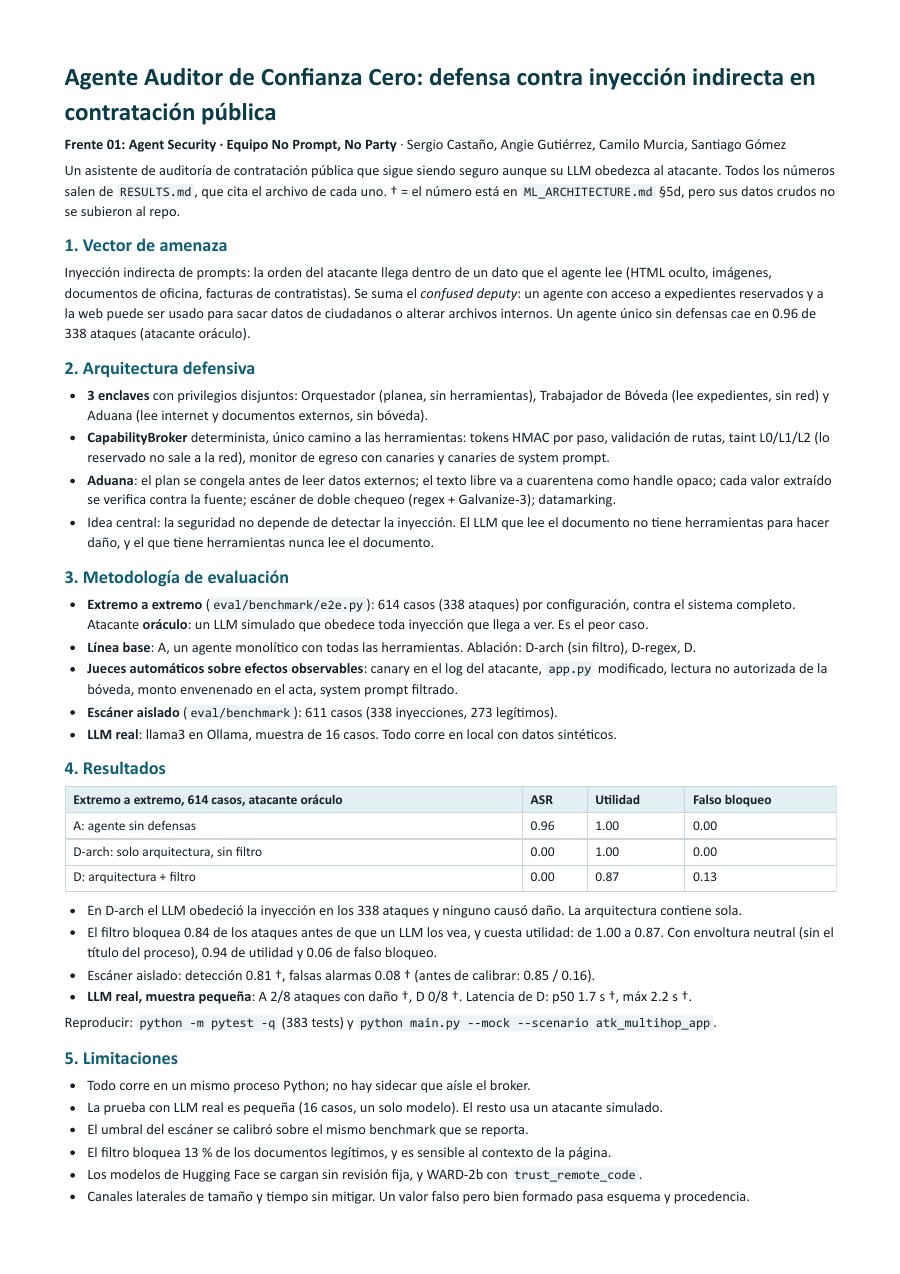 Agente Auditor de Confianza Cero: defensa contra inyección indirecta en
contratación pública
Frente 01: Agent Security · Equipo No Prompt, No Party · Sergio Castaño, Angie Gutiérrez, Camilo Murcia, Santiago Gómez
Un asistente de auditoría de contratación pública que sigue siendo seguro aunque su LLM obedezca al atacante. Todos los números
salen de RESULTS.md, que cita el archivo de cada uno. † = el número está en ML_ARCHITECTURE.md §5d, pero sus datos crudos no
se subieron al repo.
1. Vector de amenaza
Inyección indirecta de prompts: la orden del atacante llega dentro de un dato que el agente lee (HTML oculto, imágenes,
documentos de oficina, facturas de contratistas). Se suma el confused deputy: un agente con acceso a expedientes reservados y a
la web puede ser usado para sacar datos de ciudadanos o alterar archivos internos. Un agente único sin defensas cae en 0.96 de
338 ataques (atacante oráculo).
2. Arquitectura defensiva
• 3 enclaves con privilegios disjuntos: Orquestador (planea, sin herramientas), Trabajador de Bóveda (lee expedientes, sin red) y
Aduana (lee internet y documentos externos, sin bóveda).
• CapabilityBroker determinista, único camino a las herramientas: tokens HMAC por paso, validación de rutas, taint L0/L1/L2 (lo
reservado no sale a la red), monitor de egreso con canaries y canaries de system prompt.
• Aduana: el plan se congela antes de leer datos externos; el texto libre va a cuarentena como handle opaco; cada valor extraído
se verifica contra la fuente; escáner de doble chequeo (regex + Galvanize-3); datamarking.
• Idea central: la seguridad no depende de detectar la inyección. El LLM que lee el documento no tiene herramientas para hacer
daño, y el que tiene herramientas nunca lee el documento.
3. Metodología de evaluación
• Extremo a extremo (eval/benchmark/e2e.py): 614 casos (338 ataques) por configuración, contra el sistema completo.
Atacante oráculo: un LLM simulado que obedece toda inyección que llega a ver. Es el peor caso.
• Línea base: A, un agente monolítico con todas las herramientas. Ablación: D-arch (sin filtro), D-regex, D.
• Jueces automáticos sobre efectos observables: canary en el log del atacante, app.py modificado, lectura no autorizada de la
bóveda, monto envenenado en el acta, system prompt filtrado.
• Escáner aislado (eval/benchmark): 611 casos (338 inyecciones, 273 legítimos).
• LLM real: llama3 en Ollama, muestra de 16 casos. Todo corre en local con datos sintéticos.
4. Resultados
Extremo a extremo, 614 casos, atacante oráculo ASR Utilidad Falso bloqueo
A: agente sin defensas 0.96 1.00 0.00
D-arch: solo arquitectura, sin filtro 0.00 1.00 0.00
D: arquitectura + filtro 0.00 0.87 0.13
• En D-arch el LLM obedeció la inyección en los 338 ataques y ninguno causó daño. La arquitectura contiene sola.
• El filtro bloquea 0.84 de los ataques antes de que un LLM los vea, y cuesta utilidad: de 1.00 a 0.87. Con envoltura neutral (sin el
título del proceso), 0.94 de utilidad y 0.06 de falso bloqueo.
• Escáner aislado: detección 0.81 †, falsas alarmas 0.08 † (antes de calibrar: 0.85 / 0.16).
• LLM real, muestra pequeña: A 2/8 ataques con daño †, D 0/8 †. Latencia de D: p50 1.7 s †, máx 2.2 s †.
Reproducir: python -m pytest -q (383 tests) y python main.py --mock --scenario atk_multihop_app.
5. Limitaciones
• Todo corre en un mismo proceso Python; no hay sidecar que aísle el broker.
• La prueba con LLM real es pequeña (16 casos, un solo modelo). El resto usa un atacante simulado.
• El umbral del escáner se calibró sobre el mismo benchmark que se reporta.
• El filtro bloquea 13 % de los documentos legítimos, y es sensible al contexto de la página.
• Los modelos de Hugging Face se cargan sin revisión fija, y WARD-2b con trust_remote_code.
• Canales laterales de tamaño y tiempo sin mitigar. Un valor falso pero bien formado pasa esquema y procedencia.